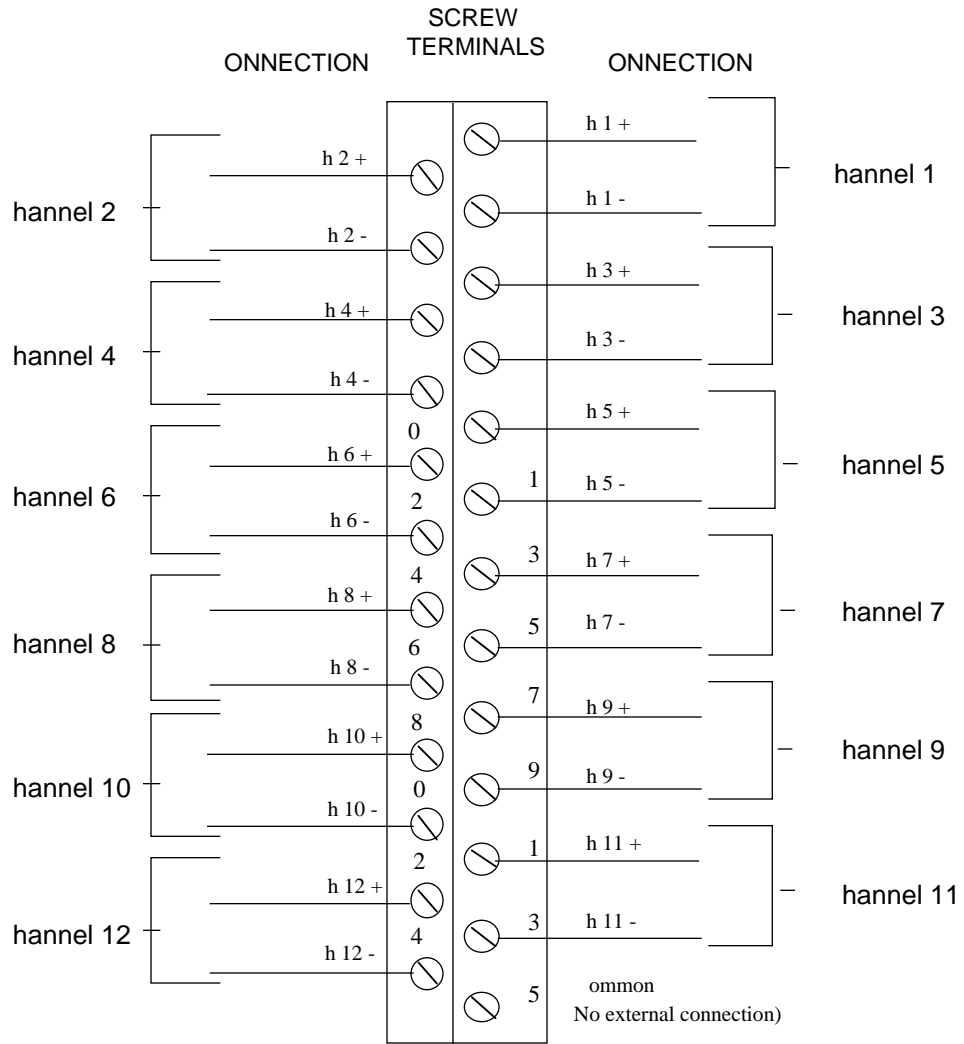 SCREW
TERMINALS
ONNECTION
ONNECTION
h 1 +
h 2 +
hannel 1
h 1 -
hannel 2
h 2 -
h 3 +
h 4 +
hannel 3
h 3 -
hannel 4
h 4 -
h 5 +
0
h 6 +
hannel 5
1
h 5 -
hannel 6
2
h 6 -
3
h 7 +
4
h 8 +
hannel 7
5
h 7 -
hannel 8
6
h 8 -
7
h 9 +
8
h 10 +
hannel 9
9
h 9 -
hannel 10
0
h 10 -
1
h 11 +
2
h 12 +
hannel 11
3
h 11 -
hannel 12
4
h 12 -
5
ommon
No external connection)